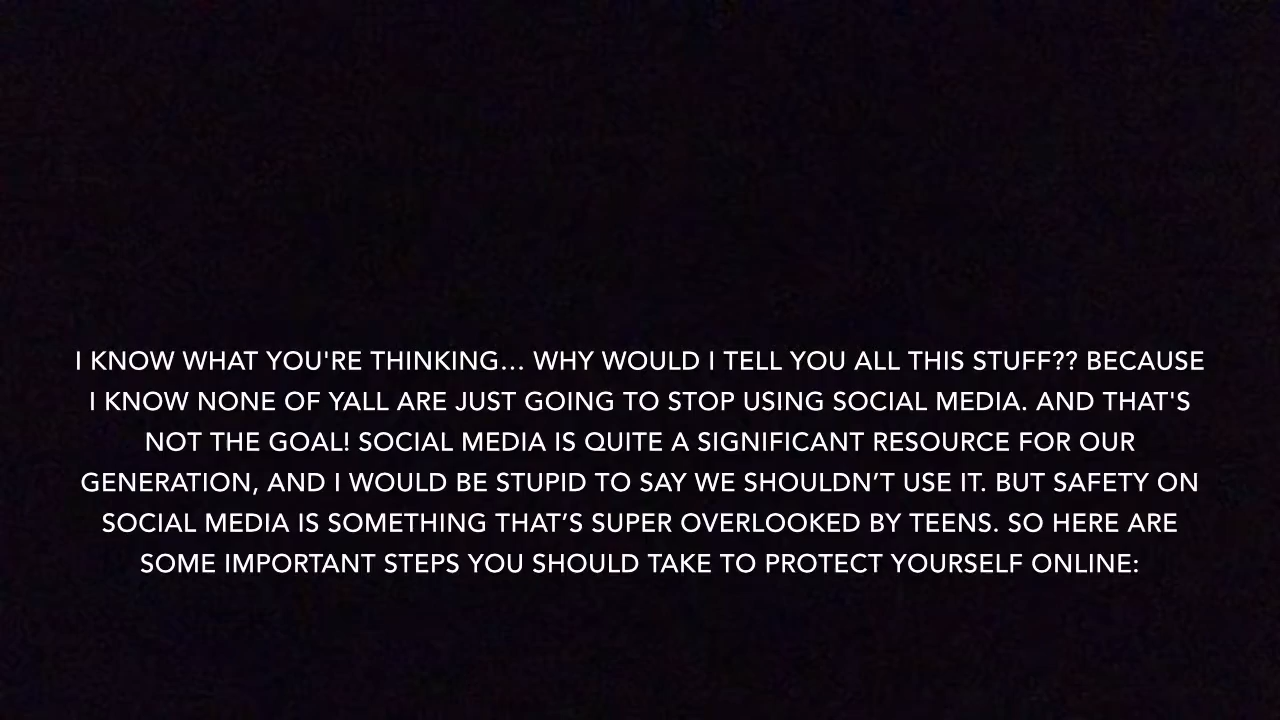 I KNOW WHAT YOU'RE THINKING... WHY WOULD I TELL YOU ALL THIS STUFF?? BECAUSE
I KNOW NONE OF YALL ARE JUST GOING TO STOP USING SOCIAL MEDIA. AND THAT'S
NOT THE GOAL! SOCIAL MEDIA IS QUITE A SIGNIFICANT RESOURCE FOR OUR
GENERATION, AND I WOULD BE STUPID TO SAY WE SHOULDN’T USE IT. BUT SAFETY ON
SOCIAL MEDIA IS SOMETHING THAT’S SUPER OVERLOOKED BY TEENS. SO HERE ARE
SOME IMPORTANT STEPS YOU SHOULD TAKE TO PROTECT YOURSELF ONLINE: